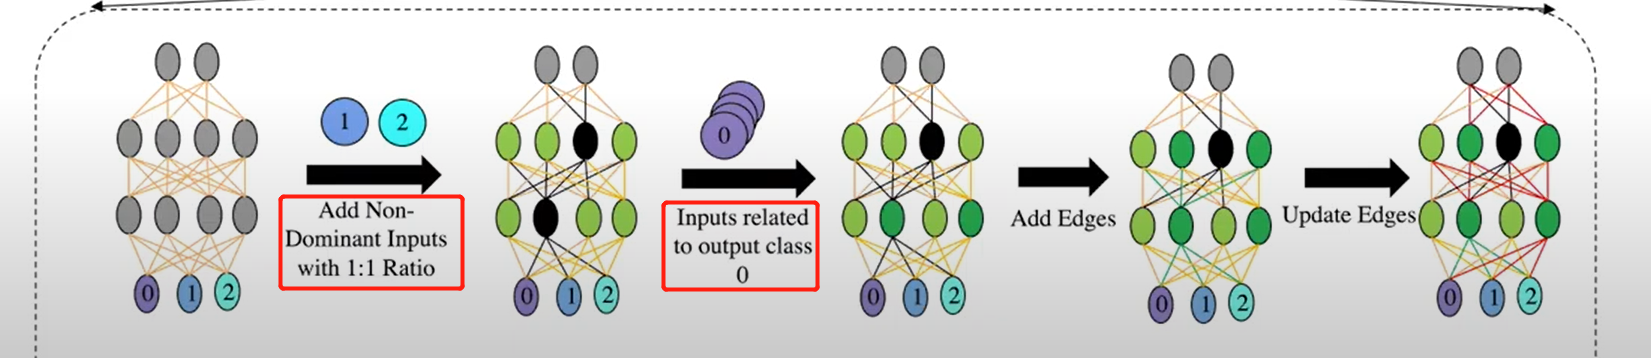 1 2
Add Non-
Dominant Inputs
with 1:1 Ratio
0
Inputs related
to output class
0
Add Edges
Update Edges
0 1 2
0 1 2
0 1 2
0 1 2
0 1 2